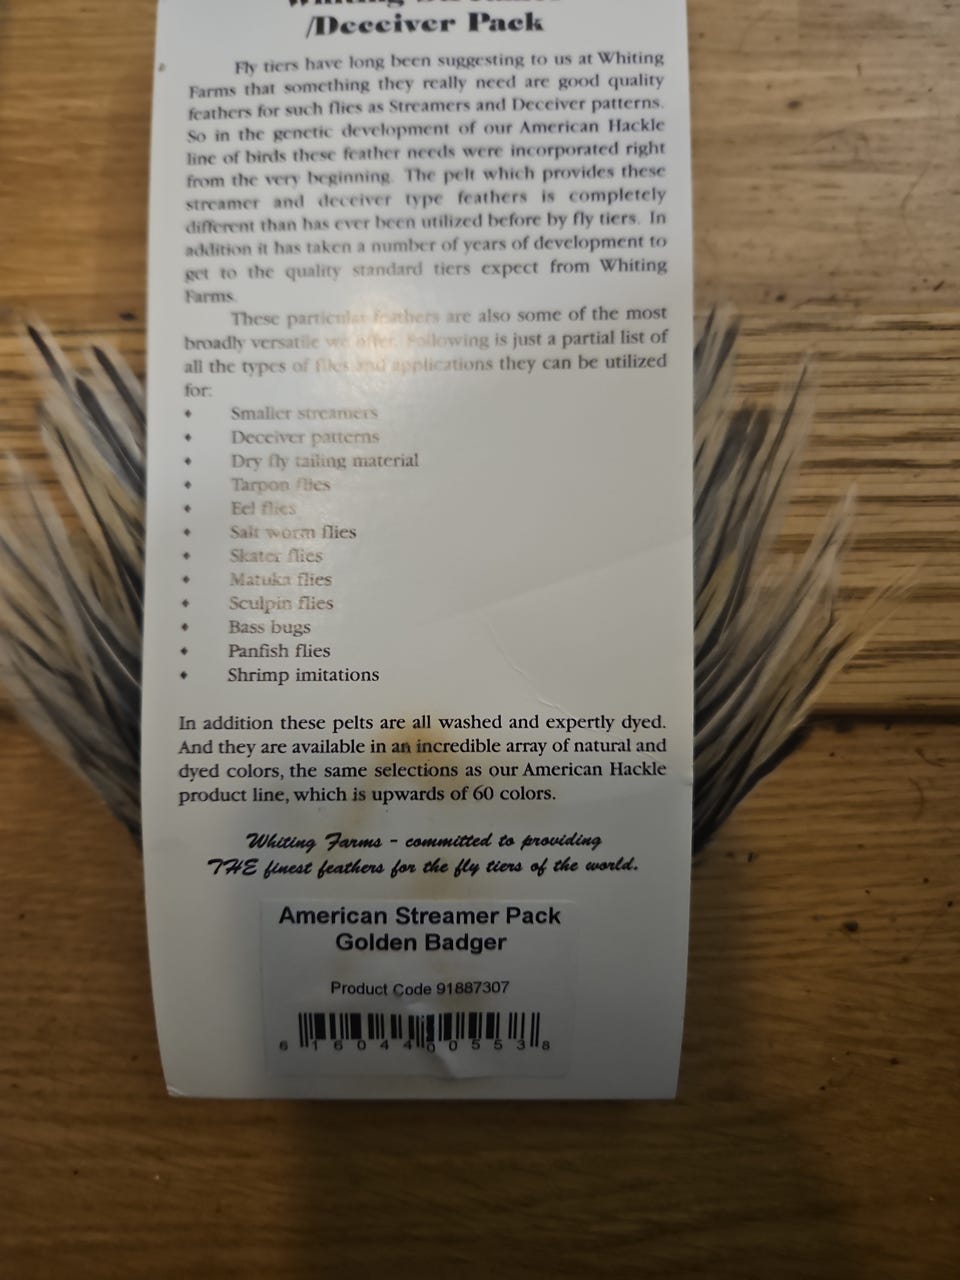 /Deceiver Pack
Fly tiers have long been suggesting to us at Whiting
Farms that something they really need are good quality
feathers for such flies as Streamers and Deceiver patterns.
So in the genetic development of our American Hackle
line of birds these feather needs were incorporated right
from the very beginning. The pelt which provides these
streamer and deceiver type feathers is completely
different than has ever been utilized before by fly tiers. In
addition it has taken a number of years of development to
get to the quality standard tiers expect from Whiting
Farms.
These particular feathers are also some of the most
broadly versatile we offer. Following is just a partial list of
all the types of flies and applications they can be utilized
for:
♦ Smaller streamers
♦ Deceiver patterns
♦ Dry fly tailing material
♦ Tarpon flies
♦ Eel flies
♦ Salt worm flies
♦ Skater flies
♦ Matuka flies
♦ Sculpin flies
♦ Bass bugs
♦ Panfish flies
♦ Shrimp imitations
In addition these pelts are all washed and expertly dyed.
And they are available in an incredible array of natural and
dyed colors, the same selections as our American Hackle
product line, which is upwards of 60 colors.
Whiting Farms - committed to providing
THE finest feathers for the fly tiers of the world.
American Streamer Pack
Golden Badger
Product Code 91887307
6 16044 00553 8